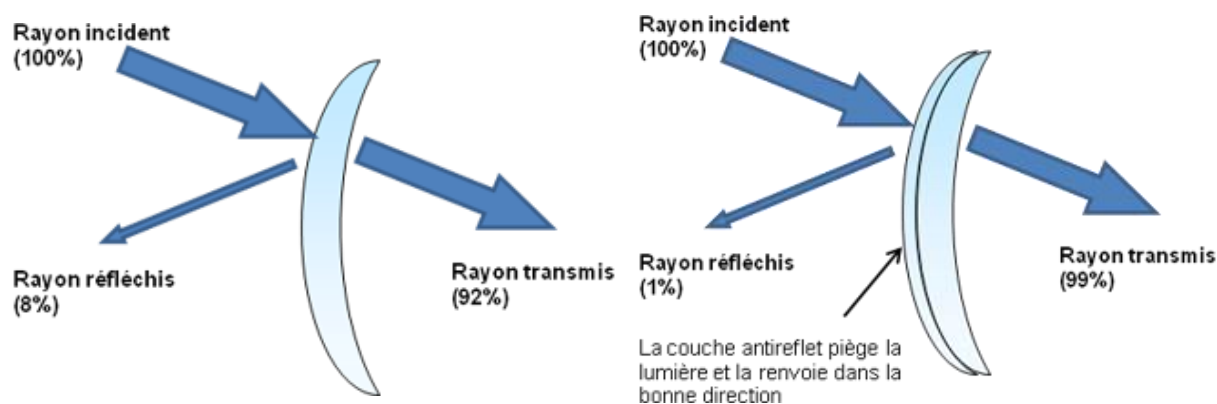 Rayon incident
(100%)
Rayon réfléchis
(8%)
Rayon transmis
(92%)
Rayon incident
(100%)
Rayon réfléchis
(1%)
Rayon transmis
(99%)
La couche antireflet piège la
lumière et la renvoie dans la
bonne direction